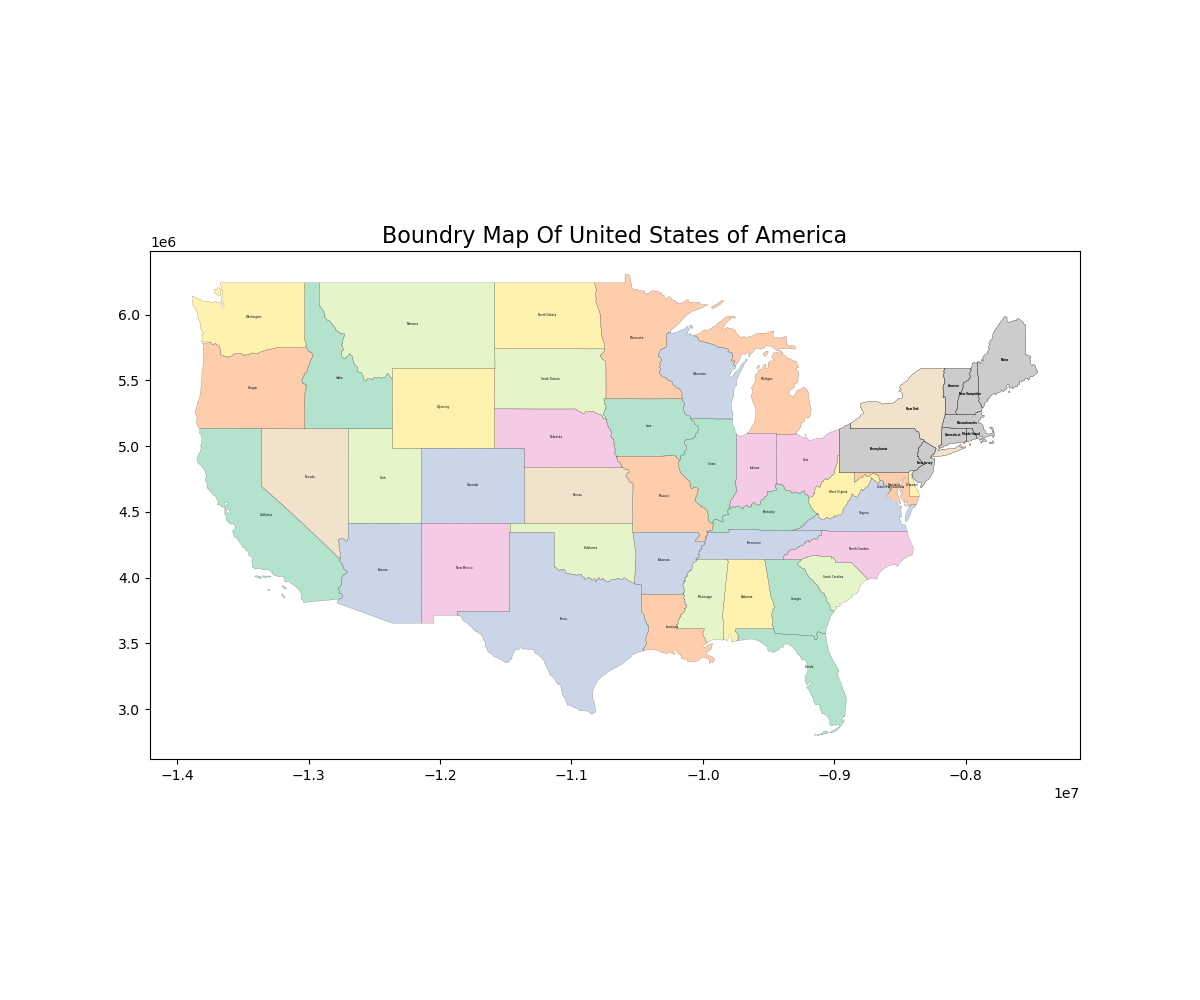 Boundry Map Of United States of America
1e6
6.0
5.5
5.0
4.5
4.0
3.5
3.0
Washington
Montana
North Dakota
Minnesota
Maine
Idaho
Oregon
South Dakota
Wisconsin
Michigan
Vermont
New Hampshire
Wyoming
New York
Massachusetts
Iowa
Nebraska
Connecticut
Rhode Island
Pennsylvania
New Jersey
Illinois
Indiana
Ohio
Nevada
Utah
Colorado
Kansas
Missouri
West Virginia
Maryland
Delaware
California
Kentucky
Virginia
Arizona
New Mexico
Oklahoma
Arkansas
Tennessee
North Carolina
South Carolina
Texas
Louisiana
Mississippi
Alabama
Georgia
Florida
−1.4
−1.3
−1.2
−1.1
−1.0
−0.9
−0.8
1e7